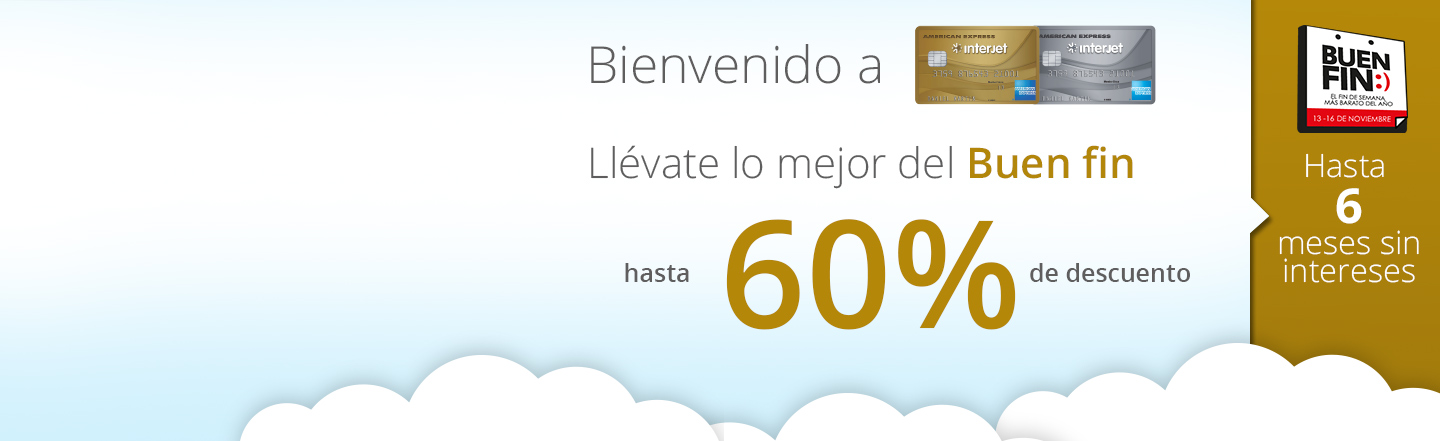 Bienvenido a
AMERICAN EXPRESS
interjet
AMERICAN EXPRESS
interjet
Llévate lo mejor del Buen fin
hasta 60% de descuento
BUEN
FIN:)
EL FIN DE SEMANA,
MÁS BARATO DEL AÑO
13 -16 DE NOVIEMBRE
Hasta
6
meses sin
intereses